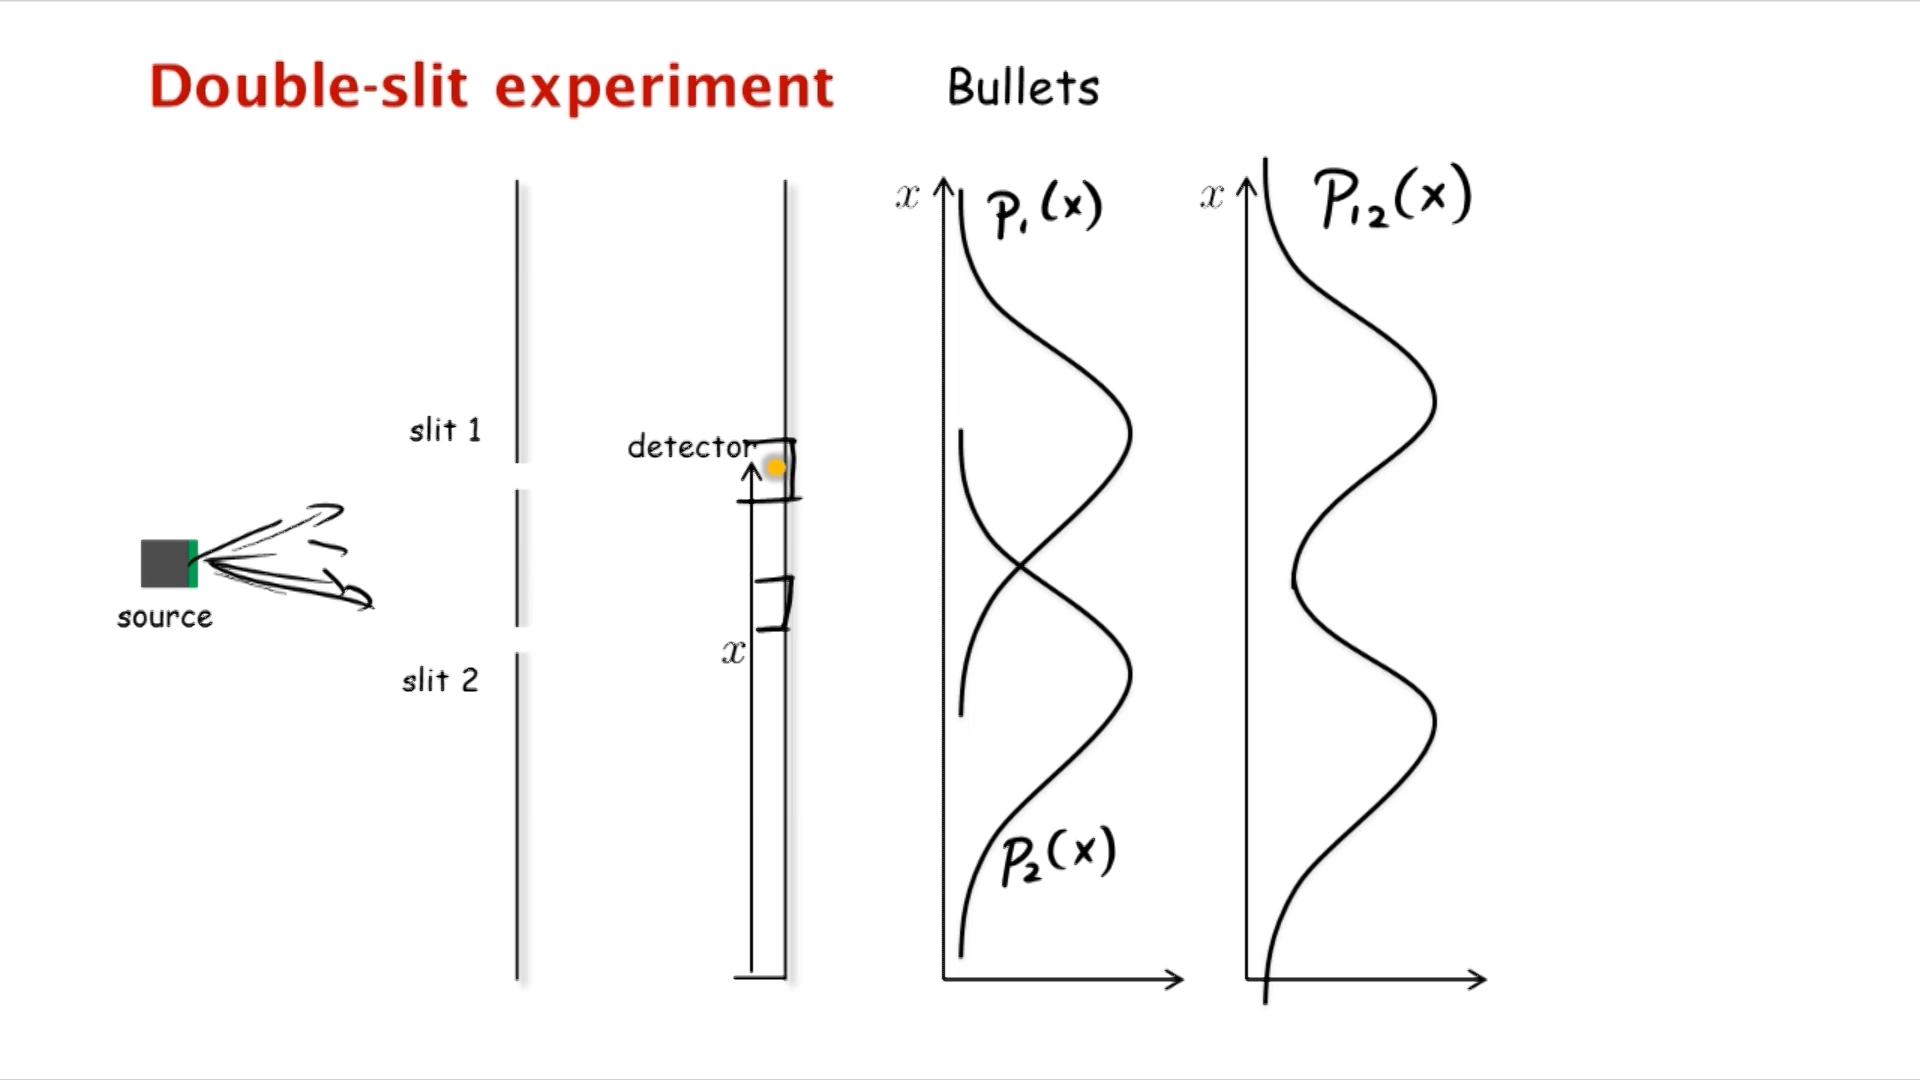 Double-slit experiment
Bullets
x
P₁(x)
x
P₁₂(x)
slit 1
detector
source
x
slit 2
P₂(x)